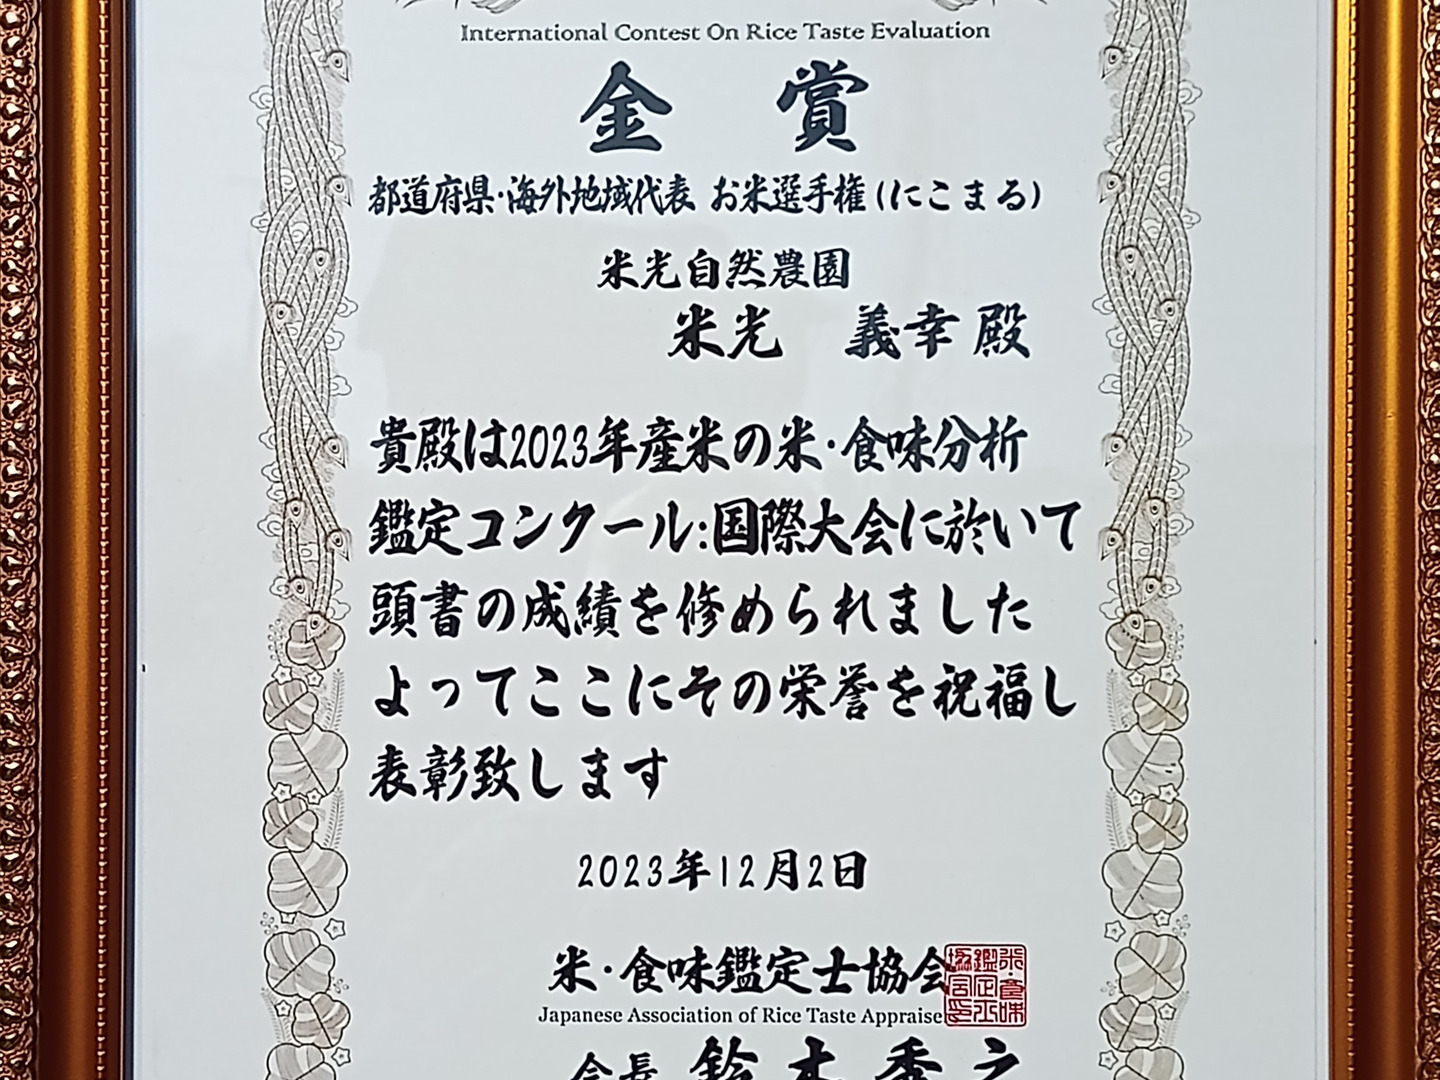 International Contest On Rice Taste Evaluation
金 賞
都道府県・海外地域代表 お米選手権(にこまる)
米光自然農園
米光 義幸 殿
貴殿は2023年産米の米・食味分析
鑑定コンクール:国際大会に於いて
頭書の成績を修められました
よってここにその栄誉を祝福し
表彰致します
2023年12月2日
米・食味鑑定士協会
Japanese Association of Rice Taste Appraise
会長 鈴木秀之